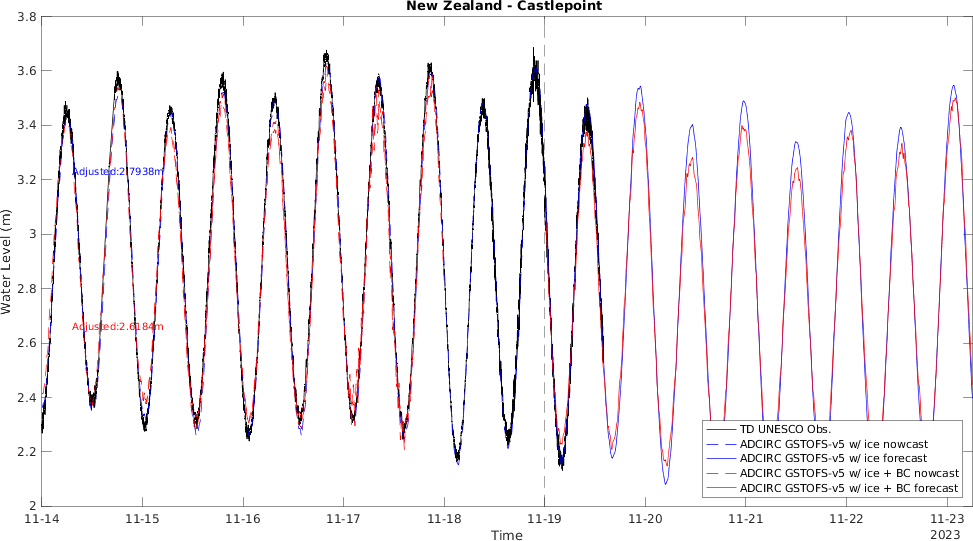 New Zealand - Castlepoint
3.8
3.6
3.4
3.2
3
2.8
2.6
2.4
2.2
2
Water Level (m)
Adjusted:2.7938m
Adjusted:2.6184m
TD UNESCO Obs.
ADCIRC GSTOFS-v5 w/ ice nowcast
ADCIRC GSTOFS-v5 w/ ice forecast
ADCIRC GSTOFS-v5 w/ ice + BC nowcast
ADCIRC GSTOFS-v5 w/ ice + BC forecast
11-14 11-15 11-16 11-17 11-18 11-19 11-20 11-21 11-22 11-23
2023
Time